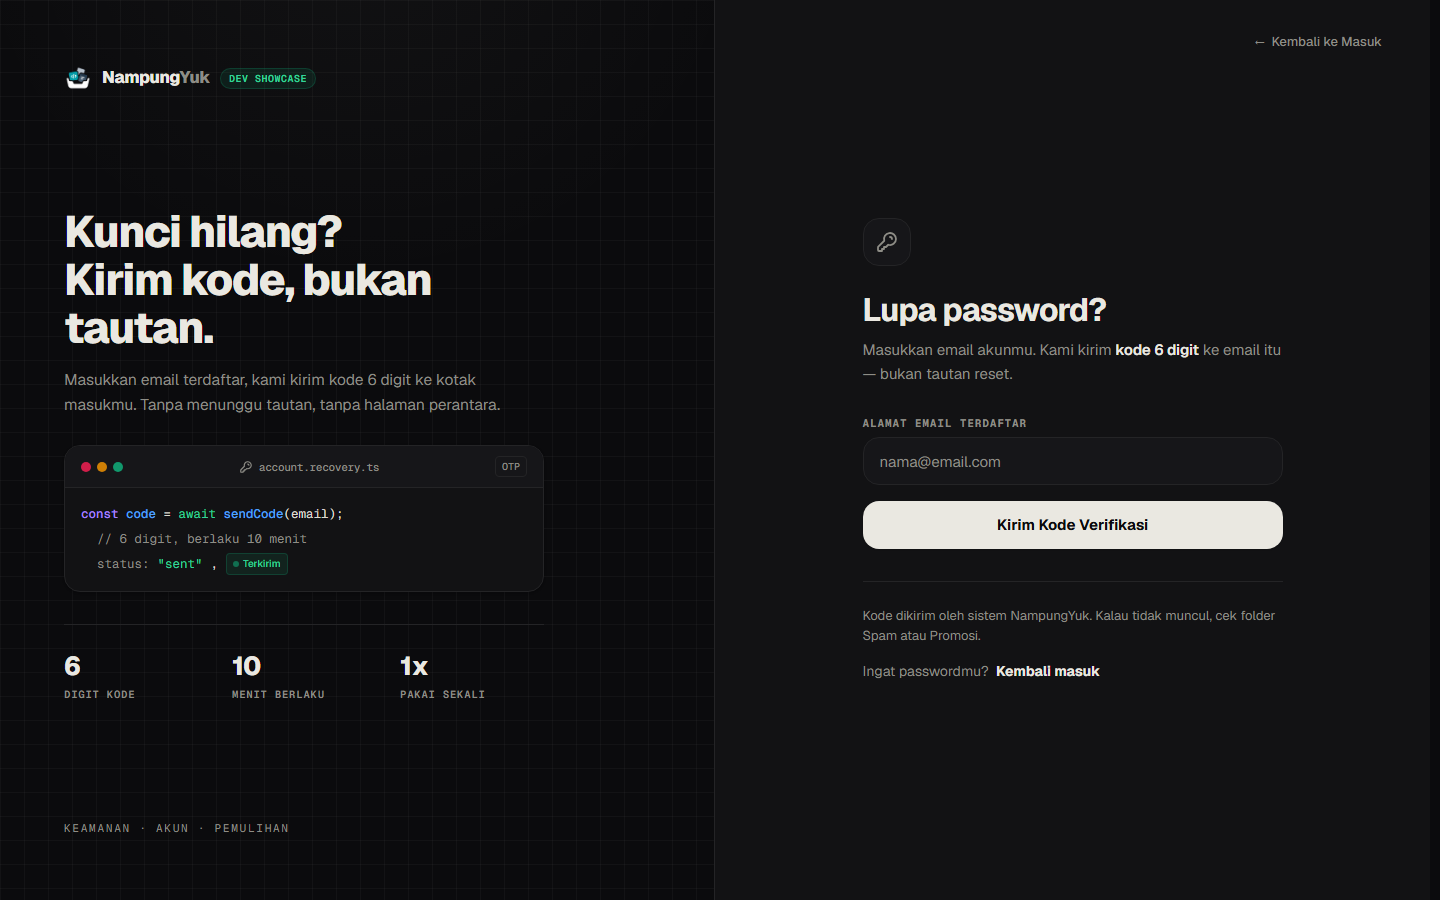 NampungYuk DEV SHOWCASE
Kunci hilang?
Kirim kode, bukan
tautan.
Masukkan email terdaftar, kami kirim kode 6 digit ke kotak
masukmu. Tanpa menunggu tautan, tanpa halaman perantara.
account.recovery.ts OTP
const code = await sendCode(email);
// 6 digit, berlaku 10 menit
status: "sent" , Terkirim
6 10 1x
DIGIT KODE MENIT BERLAKU PAKAI SEKALI
KEAMANAN · AKUN · PEMULIHAN
← Kembali ke Masuk
Lupa password?
Masukkan email akunmu. Kami kirim kode 6 digit ke email itu
— bukan tautan reset.
ALAMAT EMAIL TERDAFTAR
nama@email.com
Kirim Kode Verifikasi
Kode dikirim oleh sistem NampungYuk. Kalau tidak muncul, cek folder
Spam atau Promosi.
Ingat passwordmu? Kembali masuk